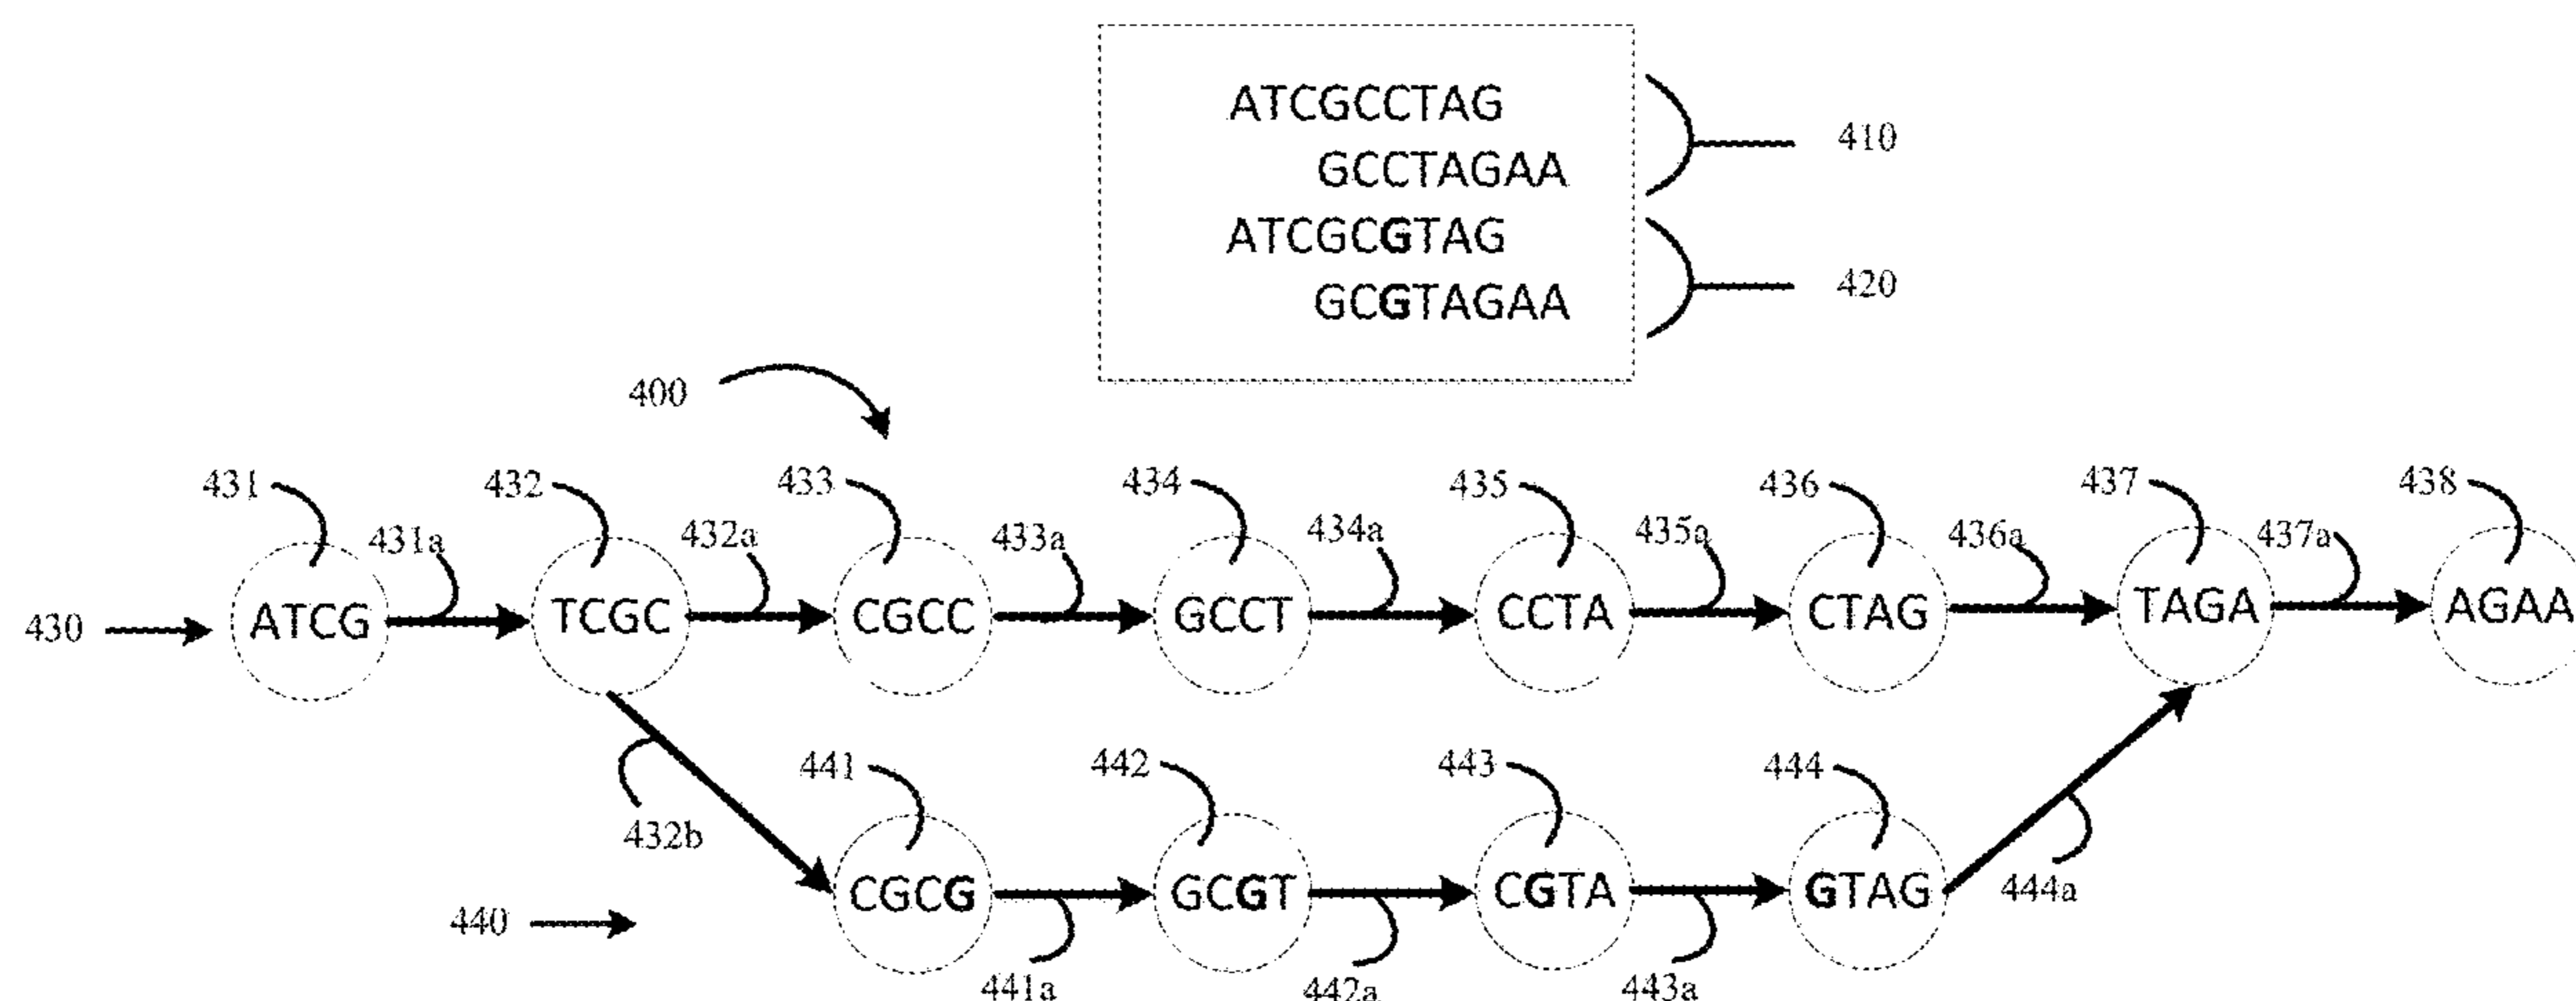 ATCGCCTAG
GCCTAGAA
410
ATCGCGTAG
GCGTAGAA
420
400
431 432 433 434 435 436 437 438
431a 432a 433a 434a 435a 436a 437a
430 ATCG TCGC CGCC GCCT CCTA CTAG TAGA AGAA
441 442 443 444
432b 444a
440 CGCG GCGT CGTA GTAG
441a 442a 443a